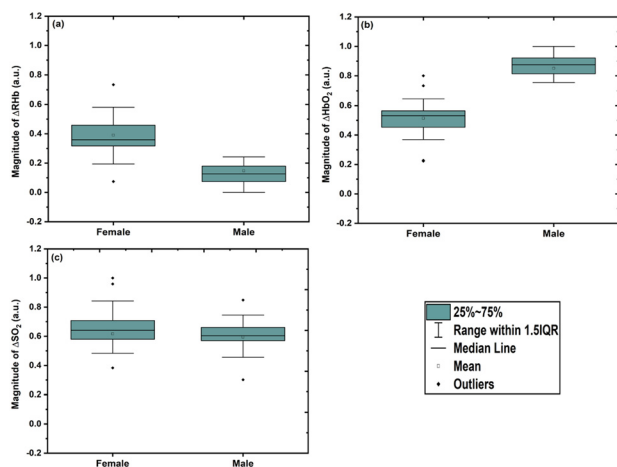 (a)
Magnitude of ΔRHb (a.u.)
1.2
1.0
0.8
0.6
0.4
0.2
0.0
-0.2
Female
Male
(b)
Magnitude of ΔHbO₂ (a.u.)
1.2
1.0
0.8
0.6
0.4
0.2
0.0
-0.2
Female
Male
(c)
Magnitude of ΔSO₂ (a.u.)
1.2
1.0
0.8
0.6
0.4
0.2
0.0
-0.2
Female
Male
25%~75%
Range within 1.5IQR
Median Line
Mean
Outliers